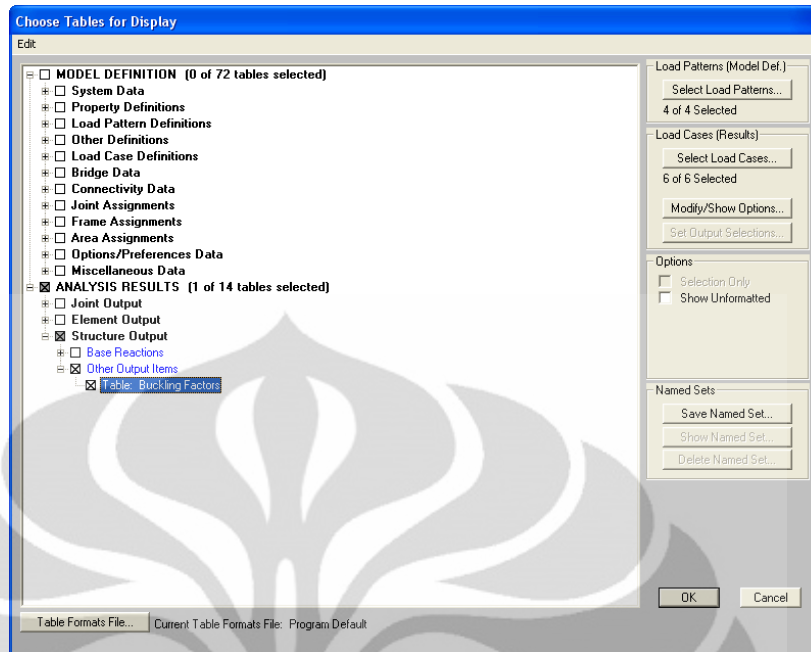 Choose Tables for Display
Edit
MODEL DEFINITION (0 of 72 tables selected)
System Data
Property Definitions
Load Pattern Definitions
Other Definitions
Load Case Definitions
Bridge Data
Connectivity Data
Joint Assignments
Frame Assignments
Area Assignments
Options/Preferences Data
Miscellaneous Data
ANALYSIS RESULTS (1 of 14 tables selected)
Joint Output
Element Output
Structure Output
Base Reactions
Other Output Items
Table: Buckling Factors
Load Patterns (Model Def.)
Select Load Patterns...
4 of 4 Selected
Load Cases (Results)
Select Load Cases...
6 of 6 Selected
Modify/Show Options...
Set Output Selections...
Options
Selection Only
Show Unformatted
Named Sets
Save Named Set...
Show Named Set...
Delete Named Set...
OK
Cancel
Table Formats File...
Current Table Formats File: Program Default